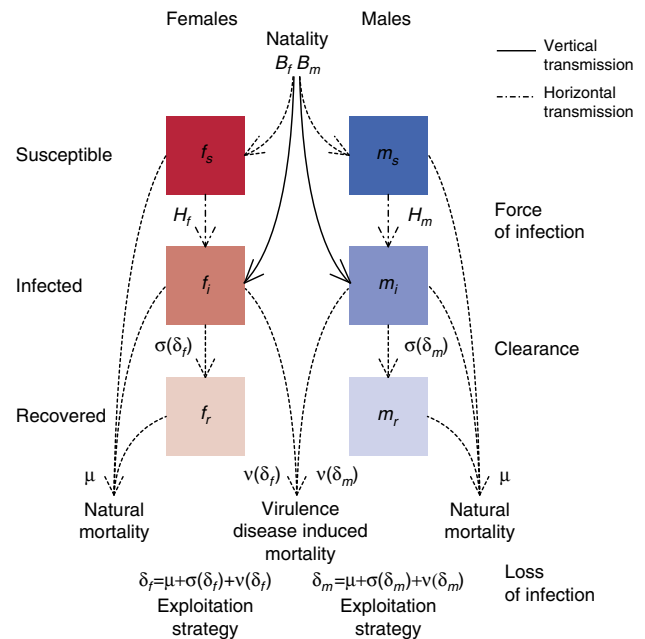 Females
Males
Natality
B_f B_m
Vertical
transmission
Horizontal
transmission
Susceptible
f_s
m_s
H_f
H_m
Force
of infection
Infected
f_i
m_i
σ(δ_f)
σ(δ_m)
Clearance
Recovered
f_r
m_r
μ
ν(δ_f)
ν(δ_m)
μ
Natural
mortality
Virulence
disease induced
mortality
Natural
mortality
δ_f=μ+σ(δ_f)+ν(δ_f)
Exploitation
strategy
δ_m=μ+σ(δ_m)+ν(δ_m)
Exploitation
strategy
Loss
of infection